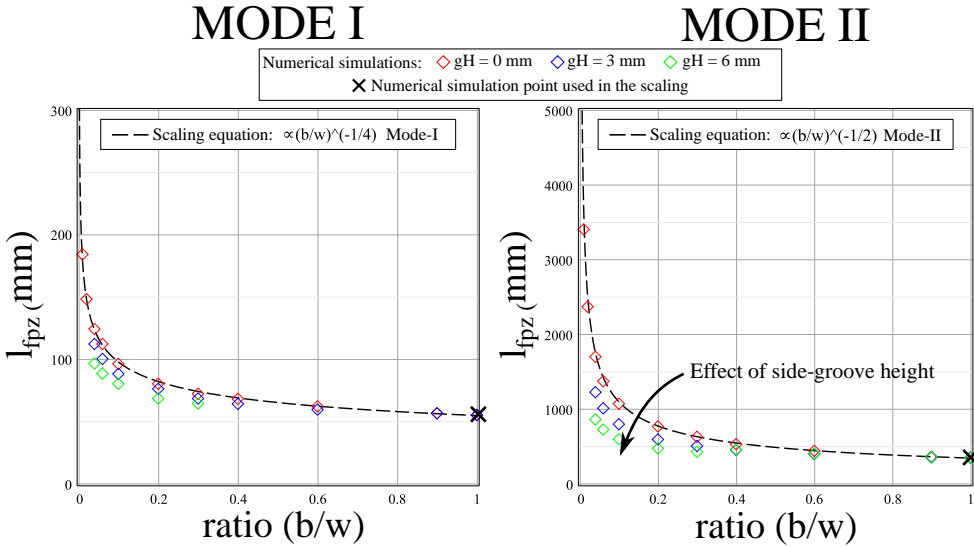 MODE I
MODE II
Numerical simulations: gH = 0 mm gH = 3 mm gH = 6 mm
Numerical simulation point used in the scaling
Scaling equation: ∝(b/w)^(-1/4) Mode-I
300
200
100
0
0
0.2
0.4
0.6
0.8
1
l_fpz (mm)
ratio (b/w)
Scaling equation: ∝(b/w)^(-1/2) Mode-II
5000
4000
3000
2000
1000
0
0
0.2
0.4
0.6
0.8
1
l_fpz (mm)
ratio (b/w)
Effect of side-groove height